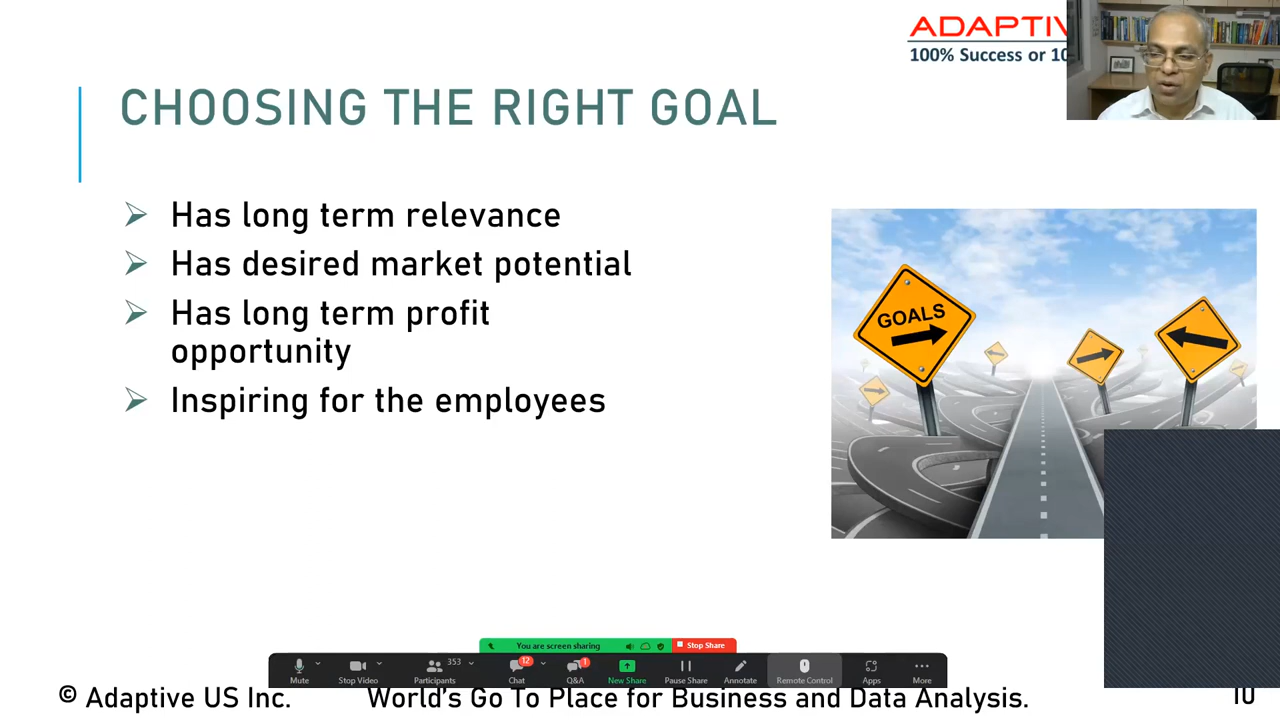 ADAPTIV
100% Success or 10
CHOOSING THE RIGHT GOAL
Has long term relevance
Has desired market potential
Has long term profit
opportunity
Inspiring for the employees
GOALS
You are screen sharing
Stop Share
353
12
1
Mute
Stop Video
Participants
Chat
Q&A
New Share
Pause Share
Annotate
Remote Control
Apps
More
© Adaptive US Inc.
World's Go To Place for Business and Data Analysis.
10